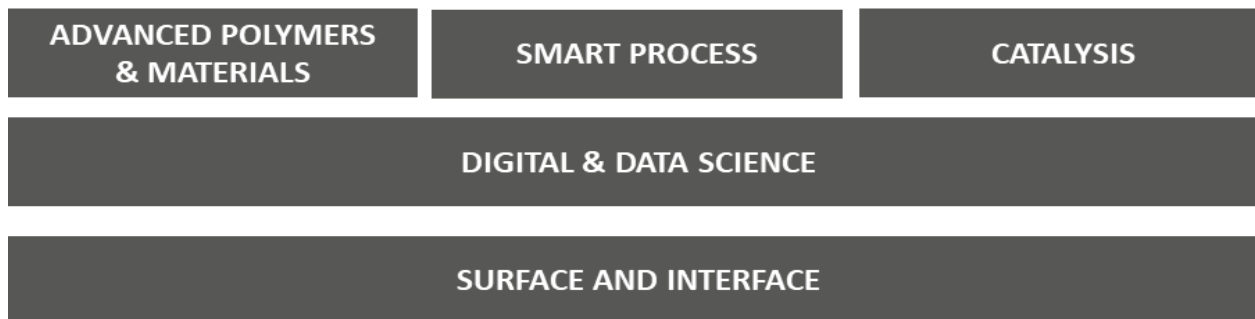 ADVANCED POLYMERS
& MATERIALS
SMART PROCESS
CATALYSIS
DIGITAL & DATA SCIENCE
SURFACE AND INTERFACE